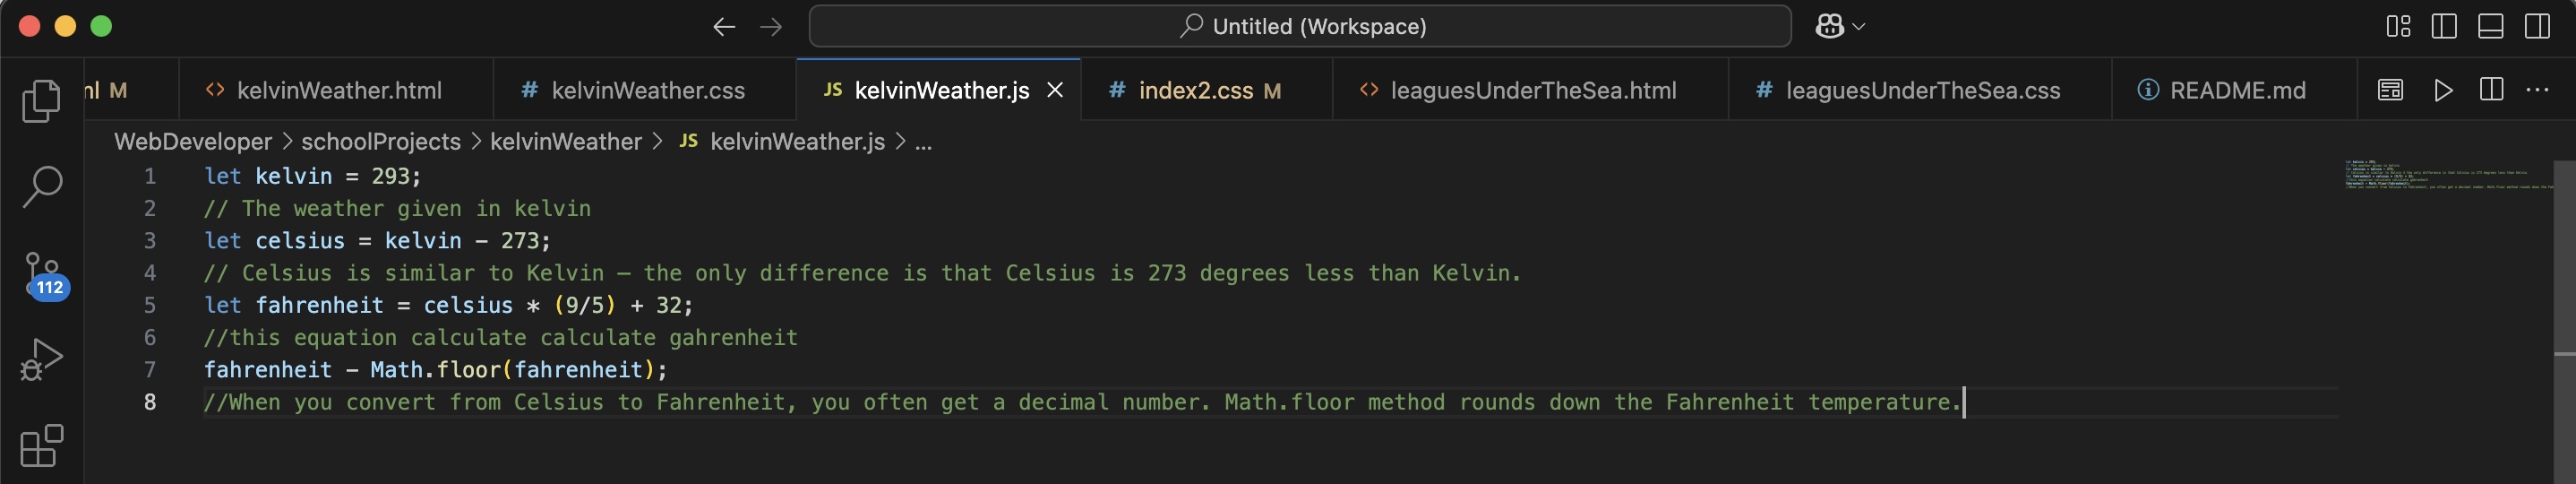 Untitled (Workspace)
nl M
kelvinWeather.html
# kelvinWeather.css
JS kelvinWeather.js
# index2.css M
leaguesUnderTheSea.html
# leaguesUnderTheSea.css
README.md
WebDeveloper > schoolProjects > kelvinWeather > JS kelvinWeather.js > ...
112
1 let kelvin = 293;
2 // The weather given in kelvin
3 let celsius = kelvin - 273;
4 // Celsius is similar to Kelvin — the only difference is that Celsius is 273 degrees less than Kelvin.
5 let fahrenheit = celsius * (9/5) + 32;
6 //this equation calculate calculate gahrenheit
7 fahrenheit - Math.floor(fahrenheit);
8 //When you convert from Celsius to Fahrenheit, you often get a decimal number. Math.floor method rounds down the Fahrenheit temperature.